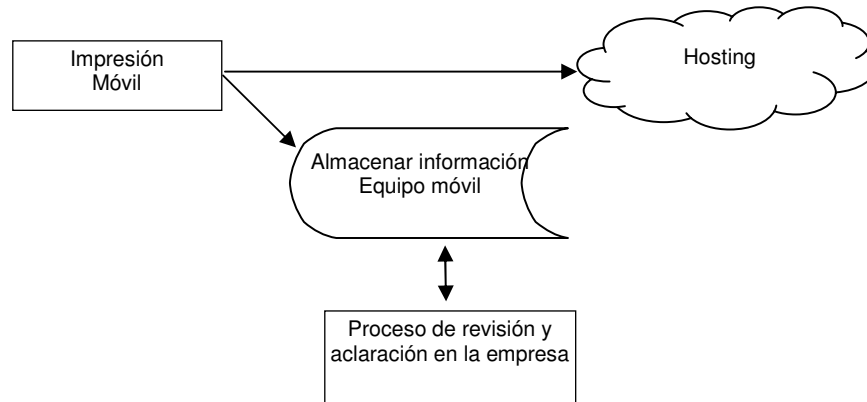 Impresión
Móvil
Hosting
Almacenar información
Equipo móvil
Proceso de revisión y
aclaración en la empresa